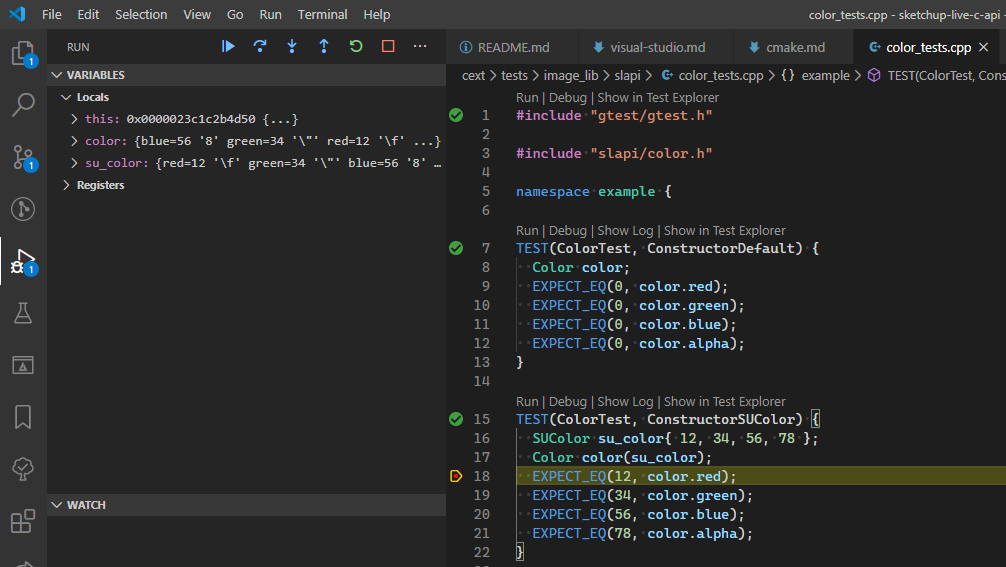 File Edit Selection View Go Run Terminal Help
color_tests.cpp - sketchup-live-c-api -
RUN
README.md
visual-studio.md
cmake.md
color_tests.cpp
cext > tests > image_lib > slapi > color_tests.cpp > {} example > TEST(ColorTest, Cons
1
1
1
VARIABLES
Locals
this: 0x0000023c1c2b4d50 {...}
color: {blue=56 '8' green=34 '\"' red=12 '\f' ...}
su_color: {red=12 '\f' green=34 '\"' blue=56 '8' …
Registers
WATCH
Run | Debug | Show in Test Explorer
1 #include "gtest/gtest.h"
2
3 #include "slapi/color.h"
4
5 namespace example {
6
Run | Debug | Show Log | Show in Test Explorer
7 TEST(ColorTest, ConstructorDefault) {
8 Color color;
9 EXPECT_EQ(0, color.red);
10 EXPECT_EQ(0, color.green);
11 EXPECT_EQ(0, color.blue);
12 EXPECT_EQ(0, color.alpha);
13 }
14
Run | Debug | Show Log | Show in Test Explorer
15 TEST(ColorTest, ConstructorSUColor) {
16 SUColor su_color{ 12, 34, 56, 78 };
17 Color color(su_color);
18 EXPECT_EQ(12, color.red);
19 EXPECT_EQ(34, color.green);
20 EXPECT_EQ(56, color.blue);
21 EXPECT_EQ(78, color.alpha);
22 }